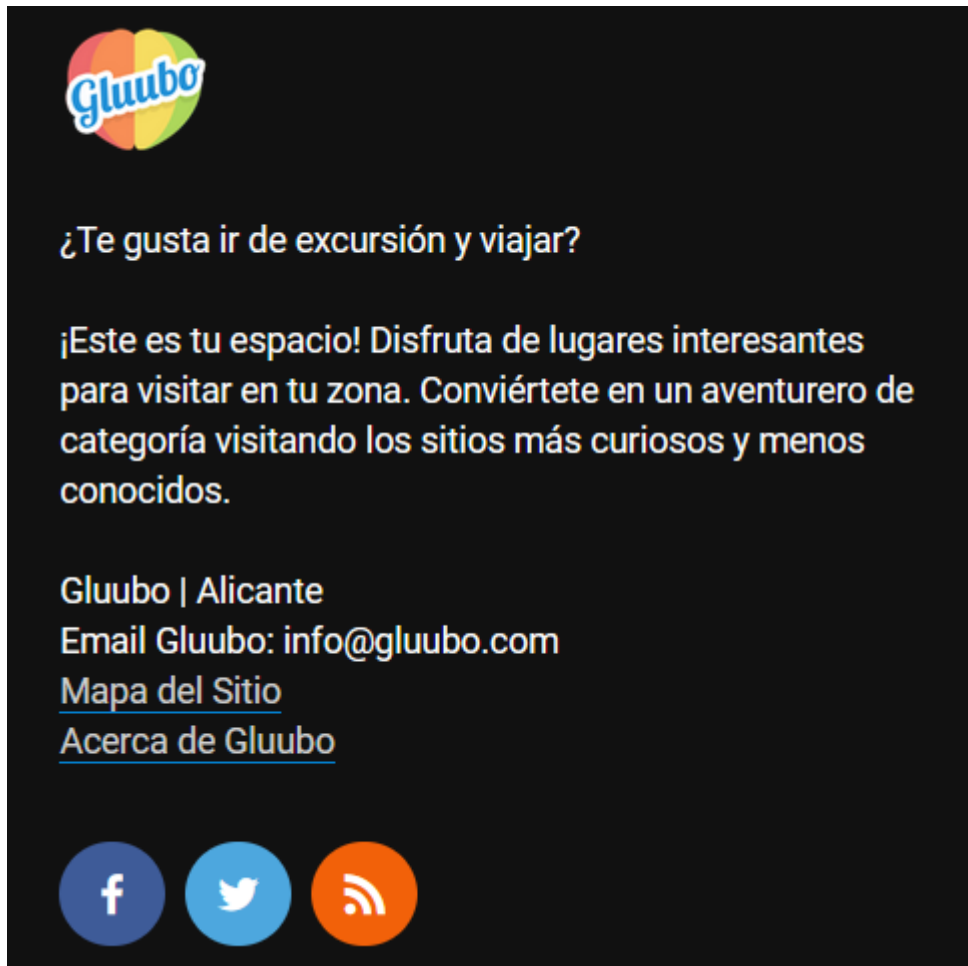 Gluubo
¿Te gusta ir de excursión y viajar?
¡Este es tu espacio! Disfruta de lugares interesantes
para visitar en tu zona. Conviértete en un aventurero de
categoría visitando los sitios más curiosos y menos
conocidos.
Gluubo | Alicante
Email Gluubo: info@gluubo.com
Mapa del Sitio
Acerca de Gluubo